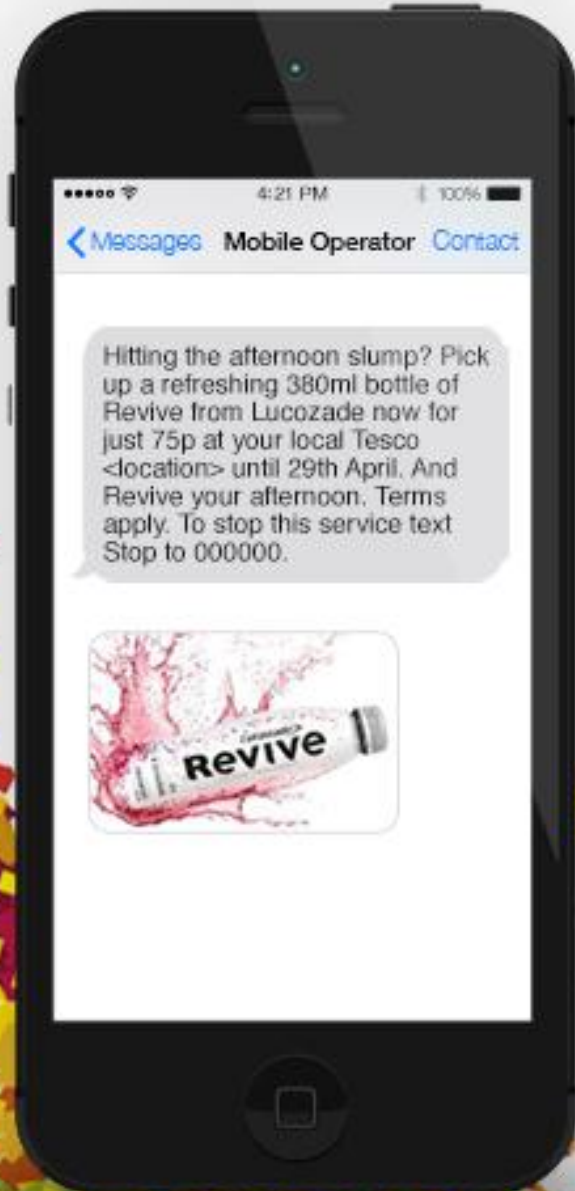 4:21 PM
100%
Messages Mobile Operator Contact
Hitting the afternoon slump? Pick
up a refreshing 380ml bottle of
Revive from Lucozade now for
just 75p at your local Tesco
<location> until 29th April. And
Revive your afternoon. Terms
apply. To stop this service text
Stop to 000000.
Lucozade
Revive